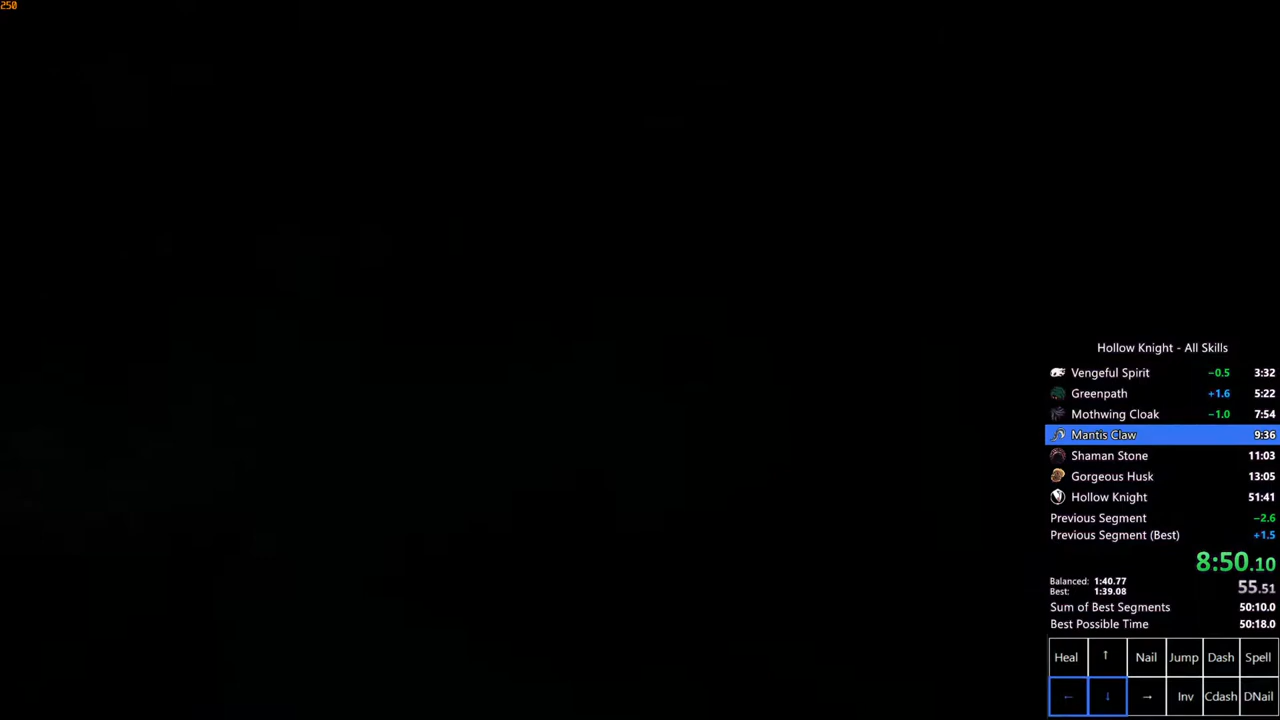 250
Hollow Knight - All Skills
Vengeful Spirit −0.5 3:32
Greenpath +1.6 5:22
Mothwing Cloak −1.0 7:54
Mantis Claw 9:36
Shaman Stone 11:03
Gorgeous Husk 13:05
Hollow Knight 51:41
Previous Segment −2.6
Previous Segment (Best) +1.5
8:50.10
Balanced: 1:40.77
Best: 1:39.08
55.51
Sum of Best Segments 50:10.0
Best Possible Time 50:18.0
Heal ↑ Nail Jump Dash Spell
← ↓ → Inv Cdash DNail